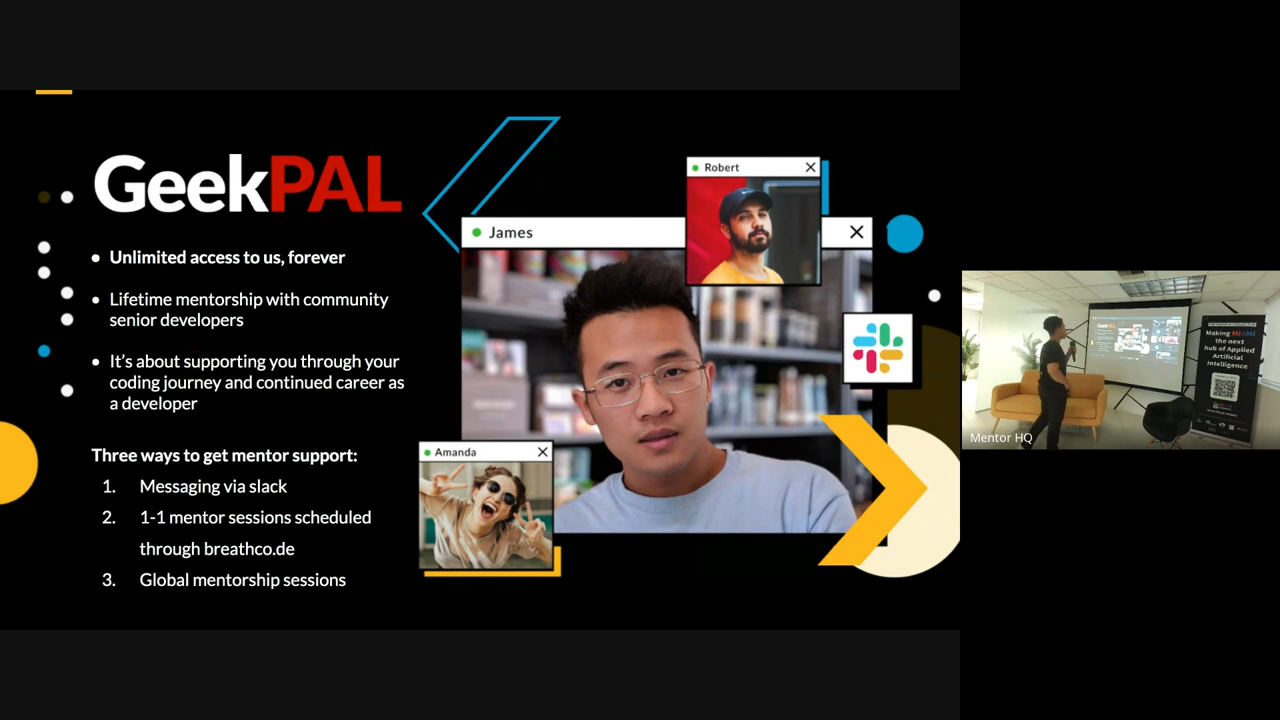 GeekPAL
Unlimited access to us, forever
Lifetime mentorship with community
senior developers
It’s about supporting you through your
coding journey and continued career as
a developer
Three ways to get mentor support:
1. Messaging via slack
2. 1-1 mentor sessions scheduled
through breathco.de
3. Global mentorship sessions
Robert
James
Amanda
Making MIAMI
the next
hub of Applied
Artificial
Intelligence
Mentor HQ